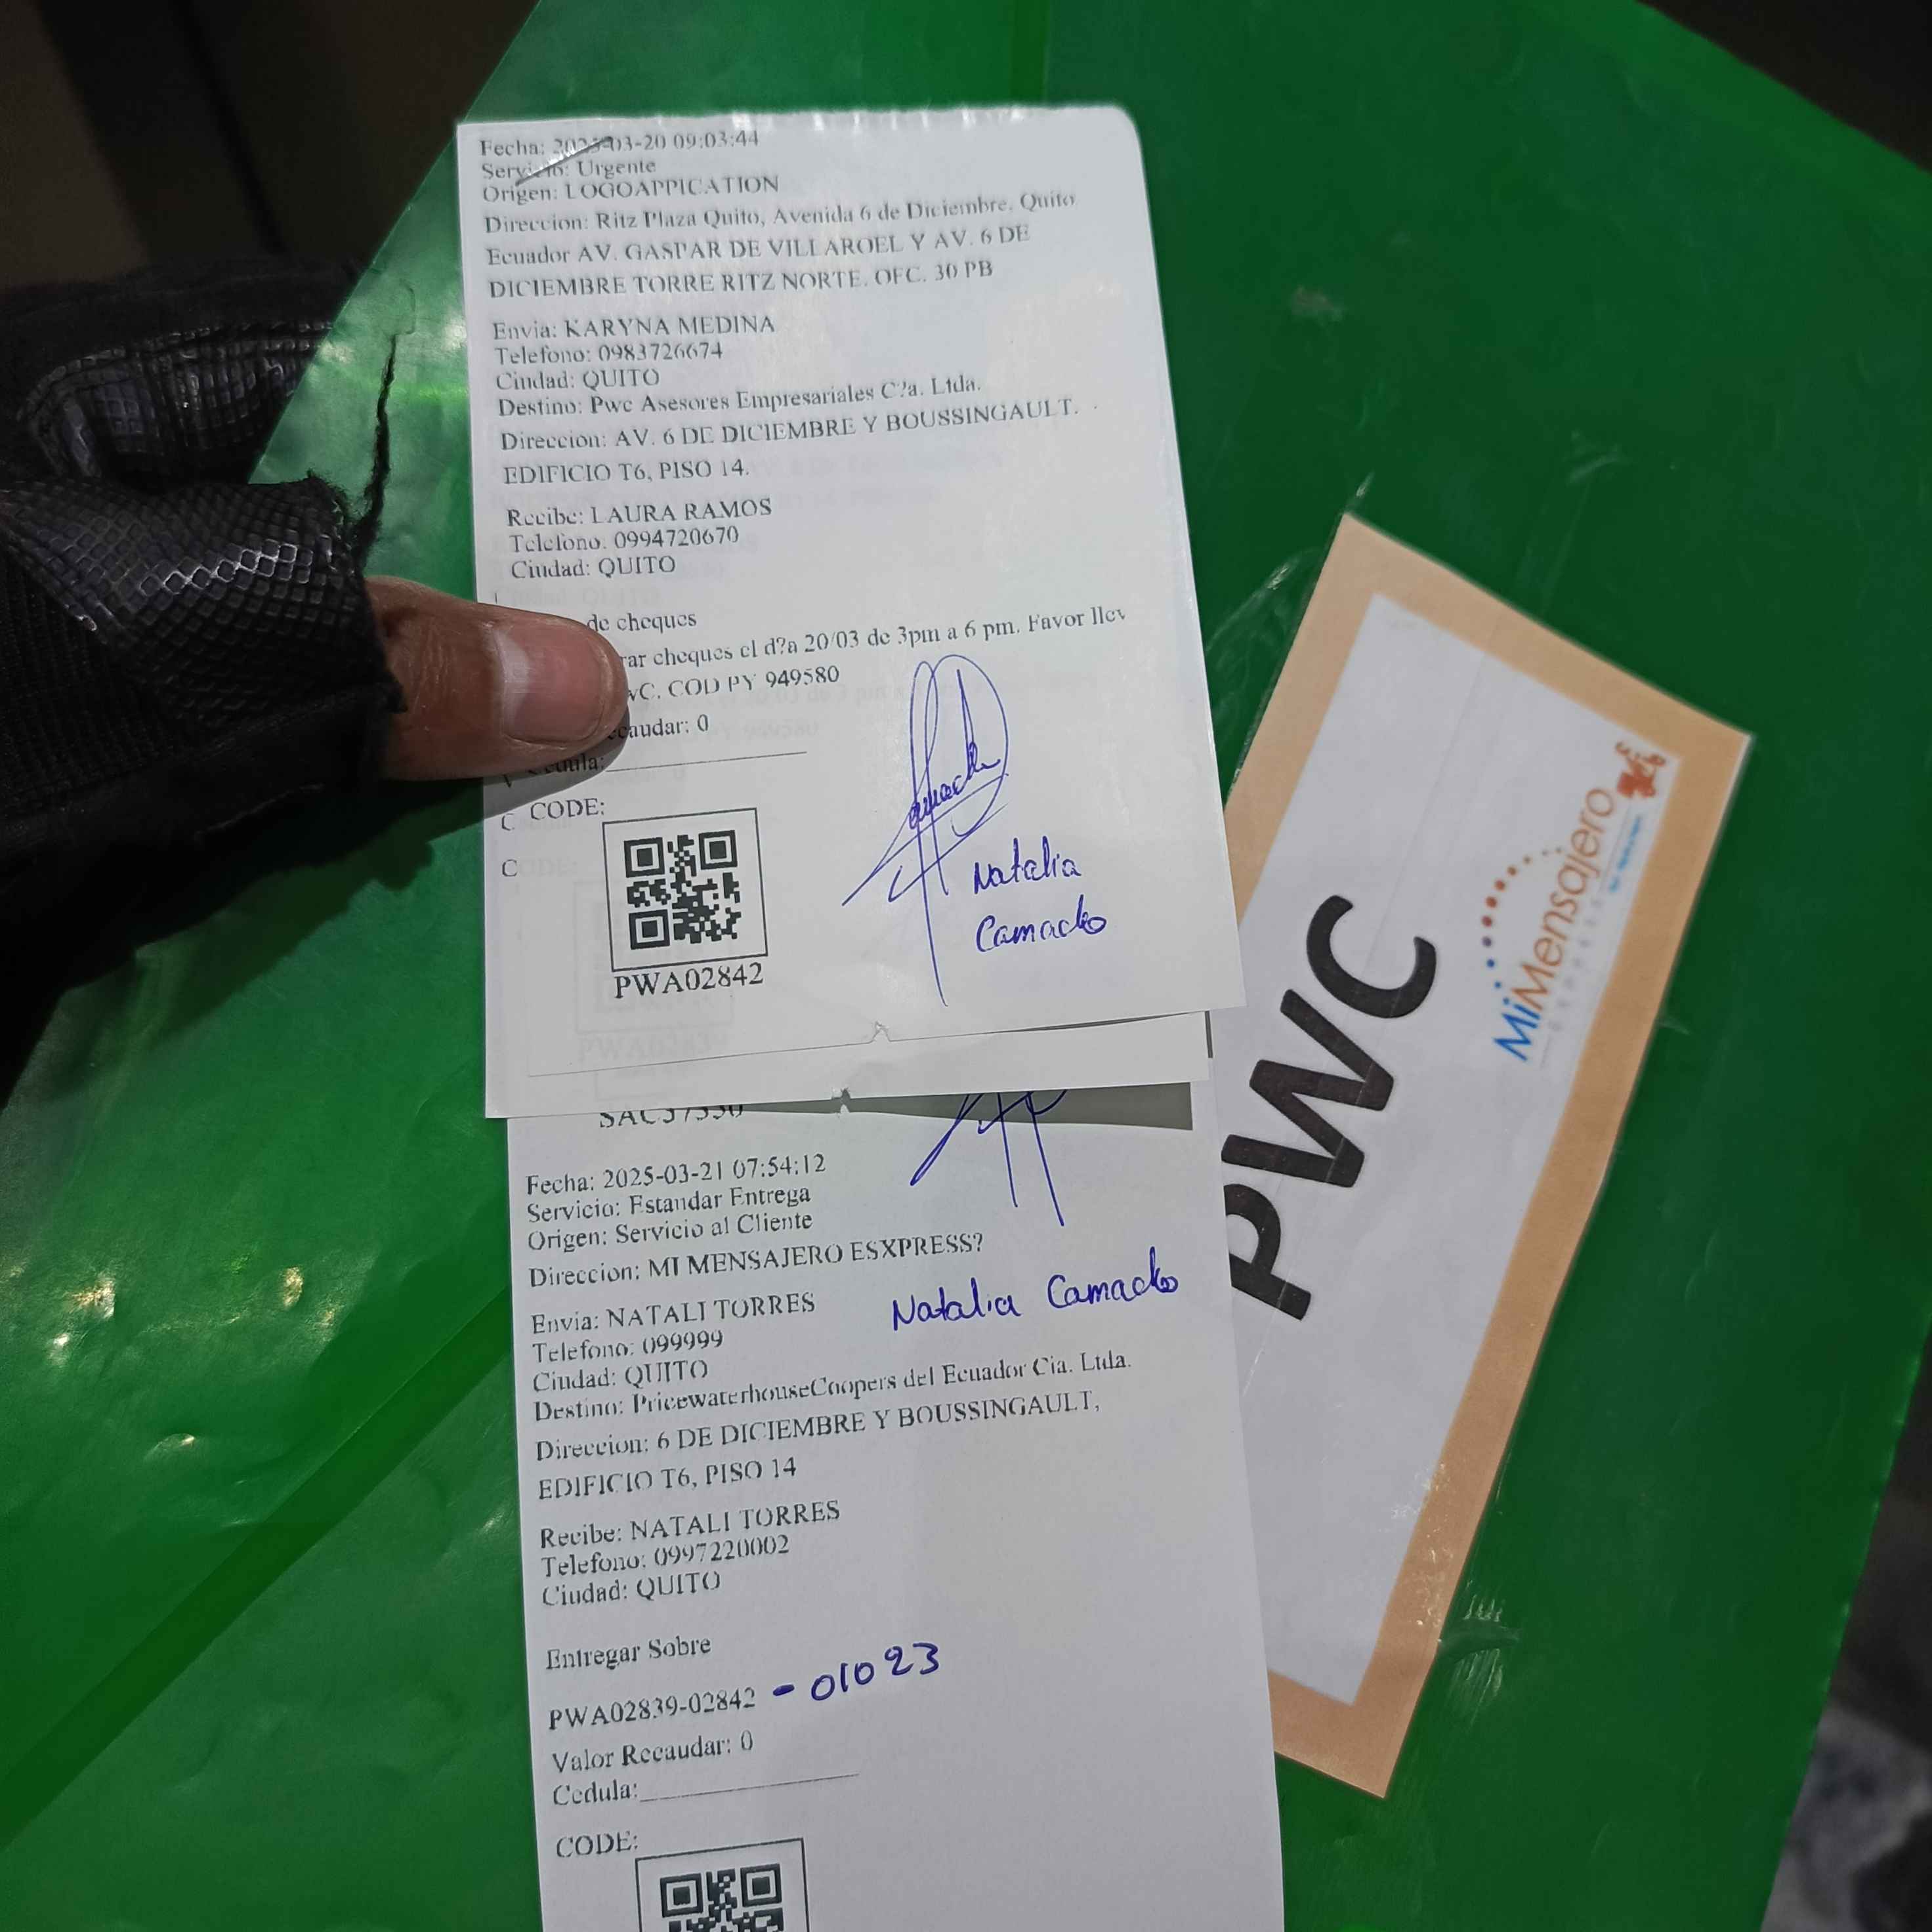 Fecha: 2025-03-20 09:03:44
Servicio: Urgente
Origen: LOGOAPPICATION
Direccion: Ritz Plaza Quito, Avenida 6 de Diciembre, Quito
Ecuador AV. GASPAR DE VILLAROEL Y AV. 6 DE
DICIEMBRE TORRE RITZ NORTE. OFC. 30 PB
Envia: KARYNA MEDINA
Telefono: 0983726674
Ciudad: QUITO
Destino: Pwc Asesores Empresariales C?a. Ltda.
Direccion: AV. 6 DE DICIEMBRE Y BOUSSINGAULT.
EDIFICIO T6, PISO 14.
Recibe: LAURA RAMOS
Telefono. 0994720670
Ciudad: QUITO
de cheques
rar cheques el d?a 20/03 de 3pm a 6 pm. Favor llev
wC. COD PY 949580
ecaudar: 0
Cedula:
CODE:
PWA02842
Camacho
Natalia
Camacho
Fecha: 2025-03-21 07:54:12
Servicio: Estandar Entrega
Origen: Servicio al Cliente
Direccion: MI MENSAJERO ESXPRESS?
Envia: NATALI TORRES
Natalia Camacho
Telefono: 099999
Ciudad: QUITO
Destino: PricewaterhouseCoopers del Ecuador Cia. Ltda.
Direccion: 6 DE DICIEMBRE Y BOUSSINGAULT,
EDIFICIO T6, PISO 14
Recibe: NATALI TORRES
Telefono: 0997220002
Ciudad: QUITO
Entregar Sobre
PWA02839-02842 - 01023
Valor Recaudar: 0
Cedula:
CODE:
PWC
MiMensajero